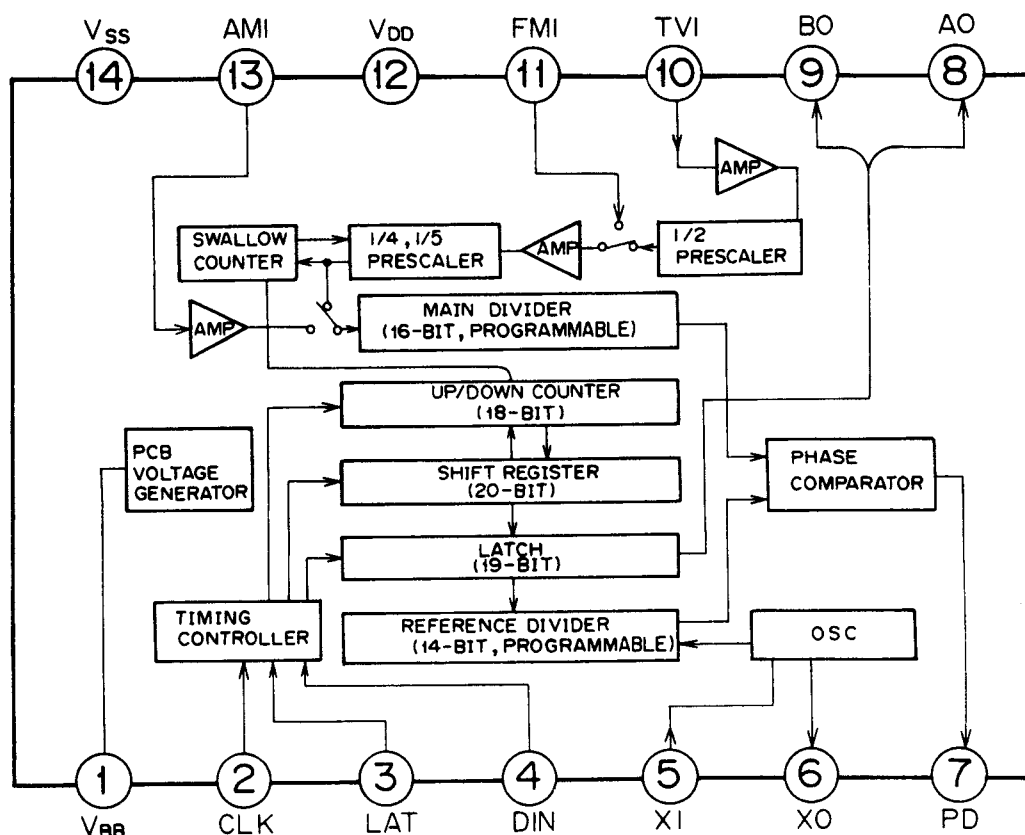 VSS AMI VDD FMI TVI BO AO
14 13 12 11 10 9 8
AMP
SWALLOW
COUNTER
1/4, 1/5
PRESCALER
AMP
1/2
PRESCALER
AMP
MAIN DIVIDER
(16-BIT, PROGRAMMABLE)
UP/DOWN COUNTER
(18-BIT)
PCB
VOLTAGE
GENERATOR
SHIFT REGISTER
(20-BIT)
PHASE
COMPARATOR
LATCH
(19-BIT)
TIMING
CONTROLLER
REFERENCE DIVIDER
(14-BIT, PROGRAMMABLE)
OSC
1 2 3 4 5 6 7
VBB CLK LAT DIN XI XO PD